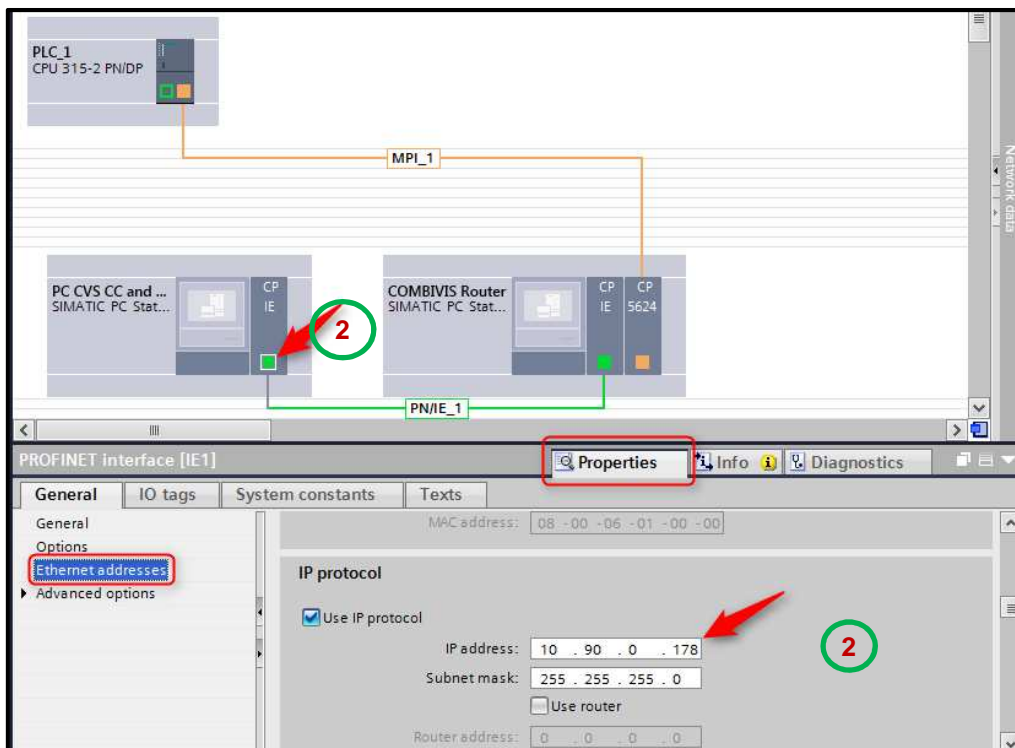 PLC_1
CPU 315-2 PN/DP
MPI_1
Network data
PC CVS CC and ...
SIMATIC PC Stat...
CP
IE
2
COMBIVIS Router
SIMATIC PC Stat...
CP
IE
CP
5624
PN/IE_1
PROFINET interface [IE1]
Properties
Info
Diagnostics
General
IO tags
System constants
Texts
General
Options
Ethernet addresses
Advanced options
MAC address: 08 -00 -06 -01 -00 -00
IP protocol
Use IP protocol
IP address: 10 . 90 . 0 . 178
2
Subnet mask: 255 . 255 . 255 . 0
Use router
Router address: 0 . 0 . 0 . 0